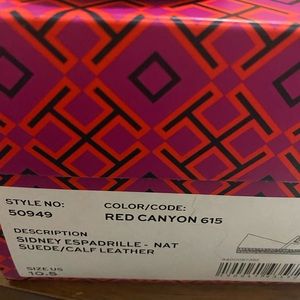 STYLE NO:
50949
COLOR/CODE:
RED CANYON 615
DESCRIPTION
SIDNEY ESPADRILLE - NAT
SUEDE/CALF LEATHER
SIZE US
10.5